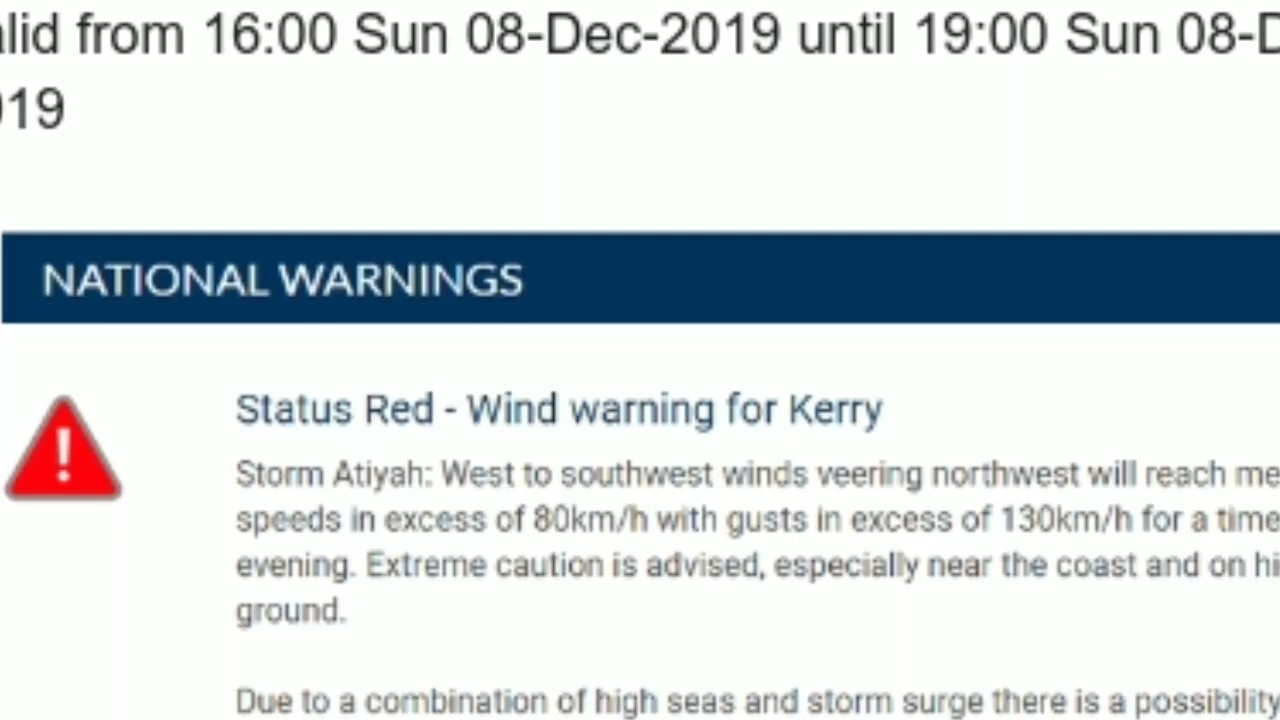 alid from 16:00 Sun 08-Dec-2019 until 19:00 Sun 08-D
019
NATIONAL WARNINGS
Status Red - Wind warning for Kerry
Storm Atiyah: West to southwest winds veering northwest will reach me
speeds in excess of 80km/h with gusts in excess of 130km/h for a time
evening. Extreme caution is advised, especially near the coast and on hi
ground.
Due to a combination of high seas and storm surge there is a possibility